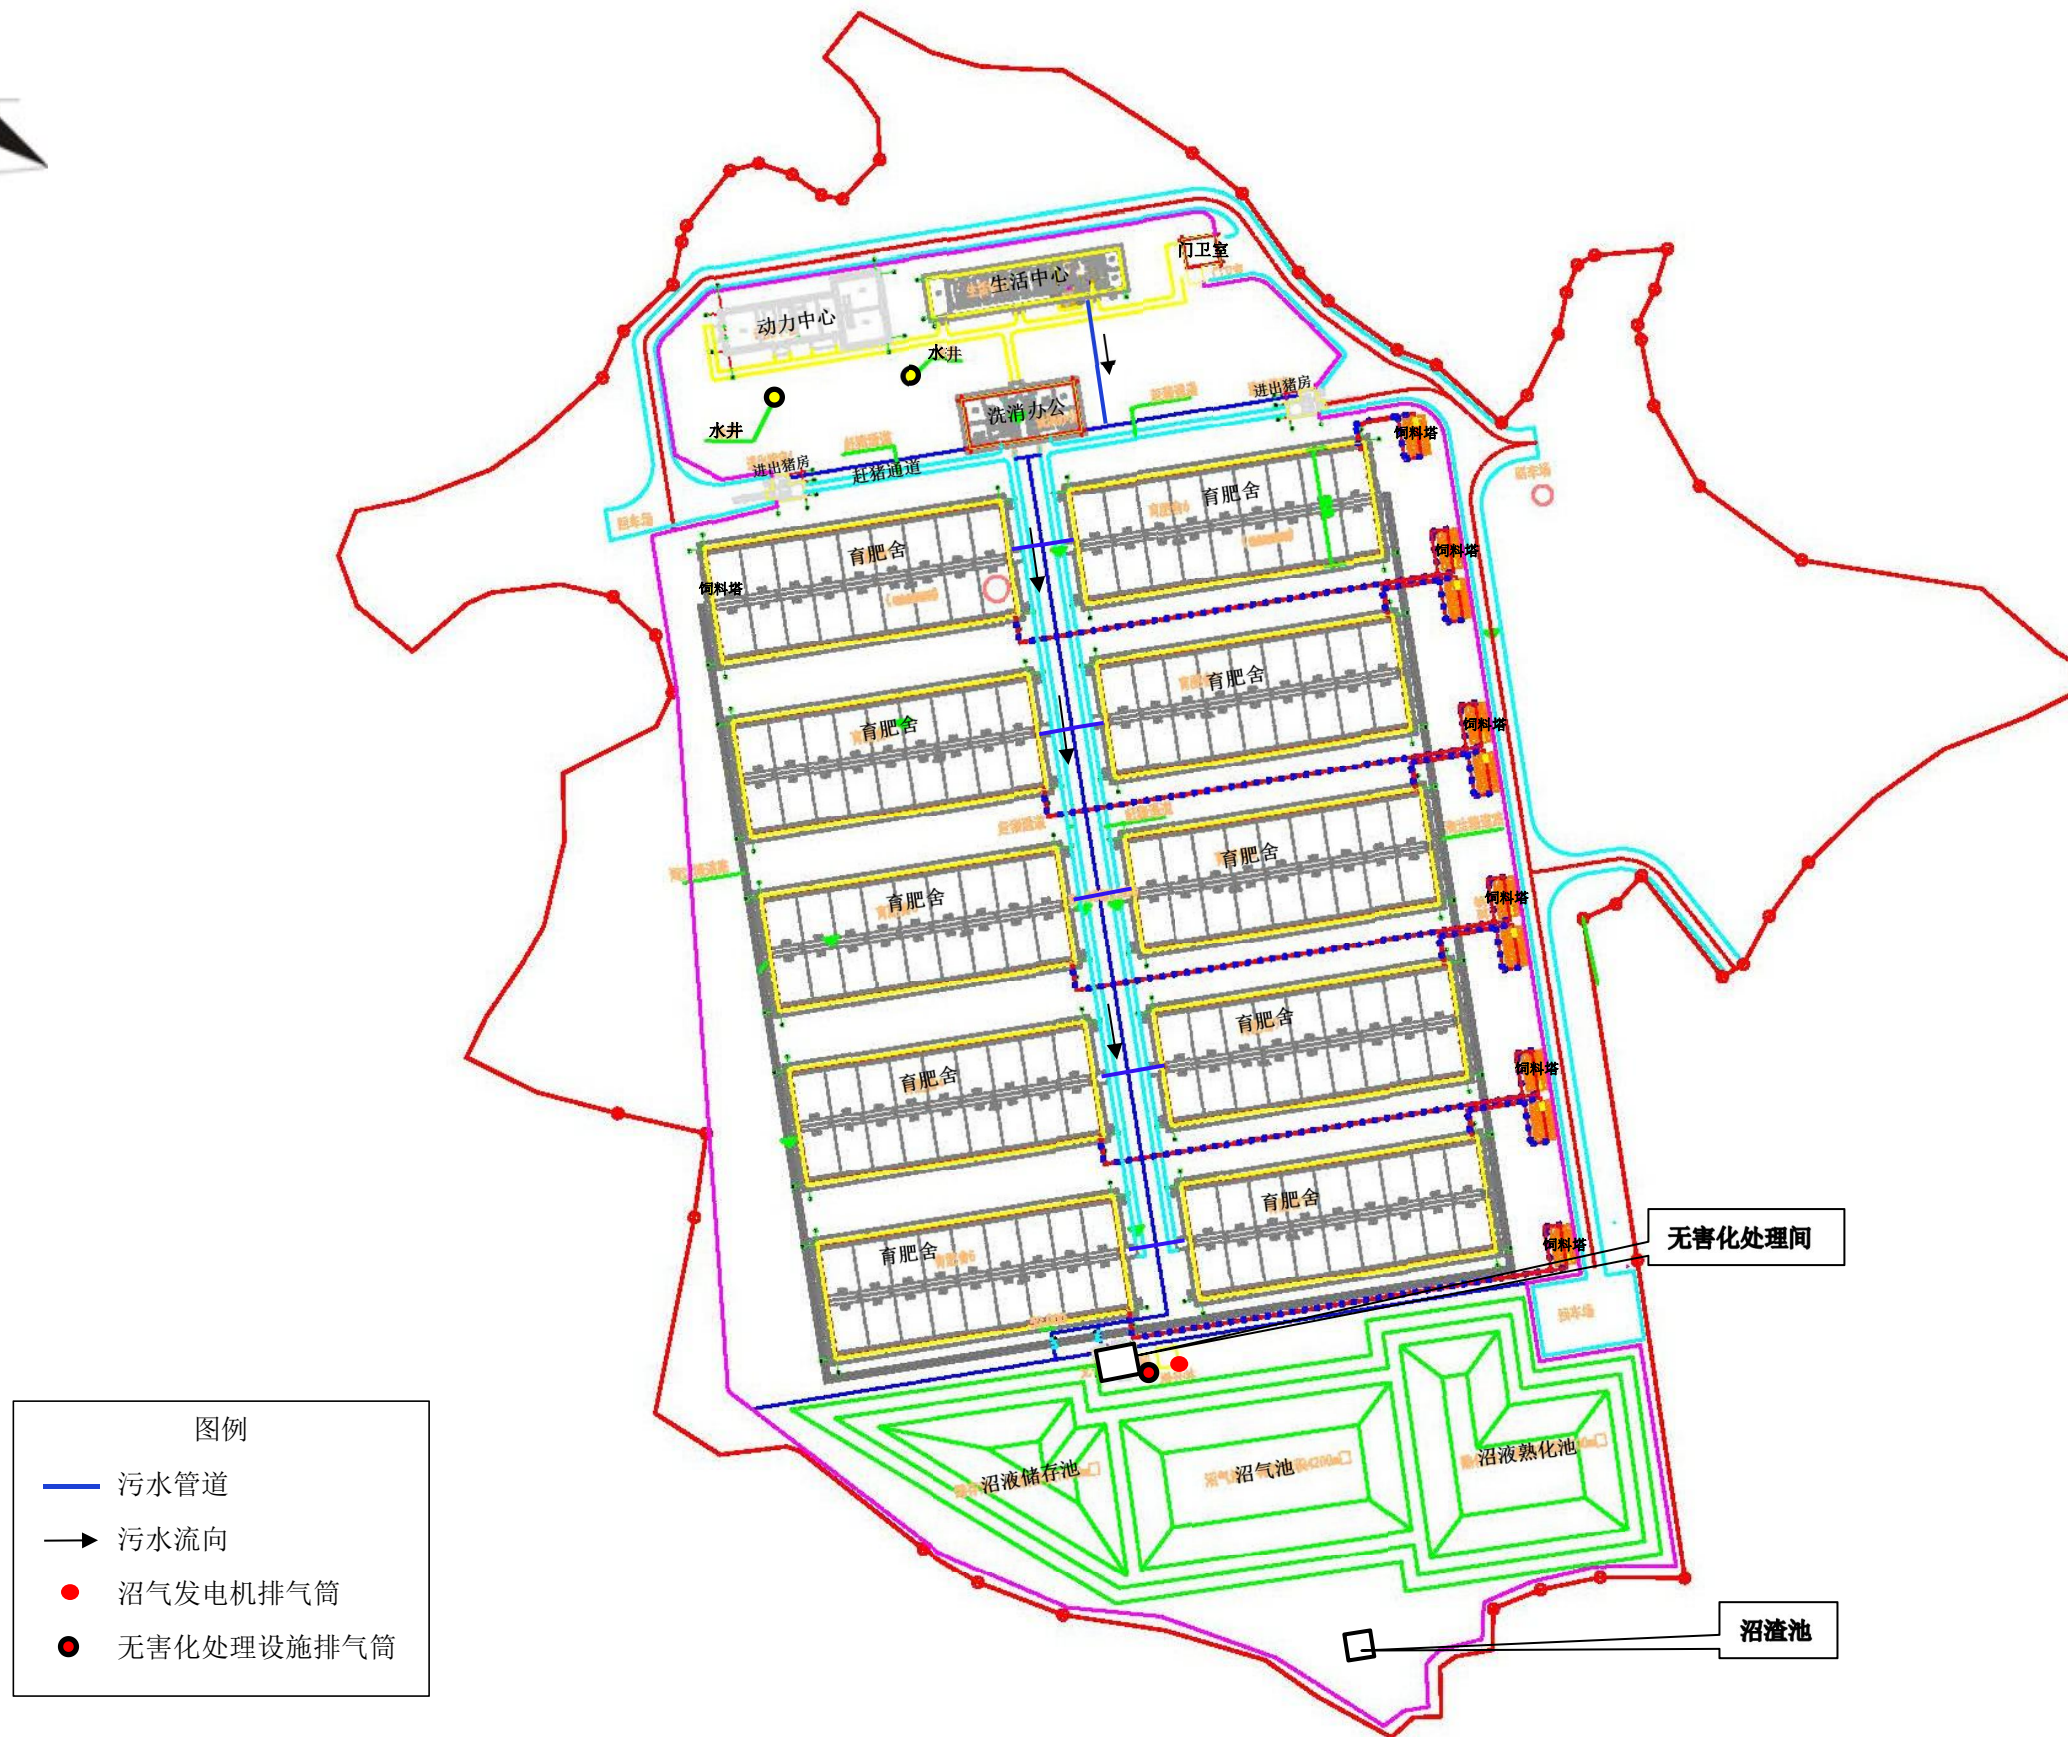 门卫室
生活中心
动力中心
水井
水井
洗消办公
进出猪房
进出猪房
赶猪通道
饲料塔
育肥舍
育肥舍
饲料塔
饲料塔
育肥舍
育肥舍
饲料塔
育肥舍
育肥舍
饲料塔
育肥舍
育肥舍
饲料塔
育肥舍
育肥舍
饲料塔
无害化处理间
沼液储存池
沼气池
沼液熟化池
沼渣池
图例
污水管道
污水流向
沼气发电机排气筒
无害化处理设施排气筒